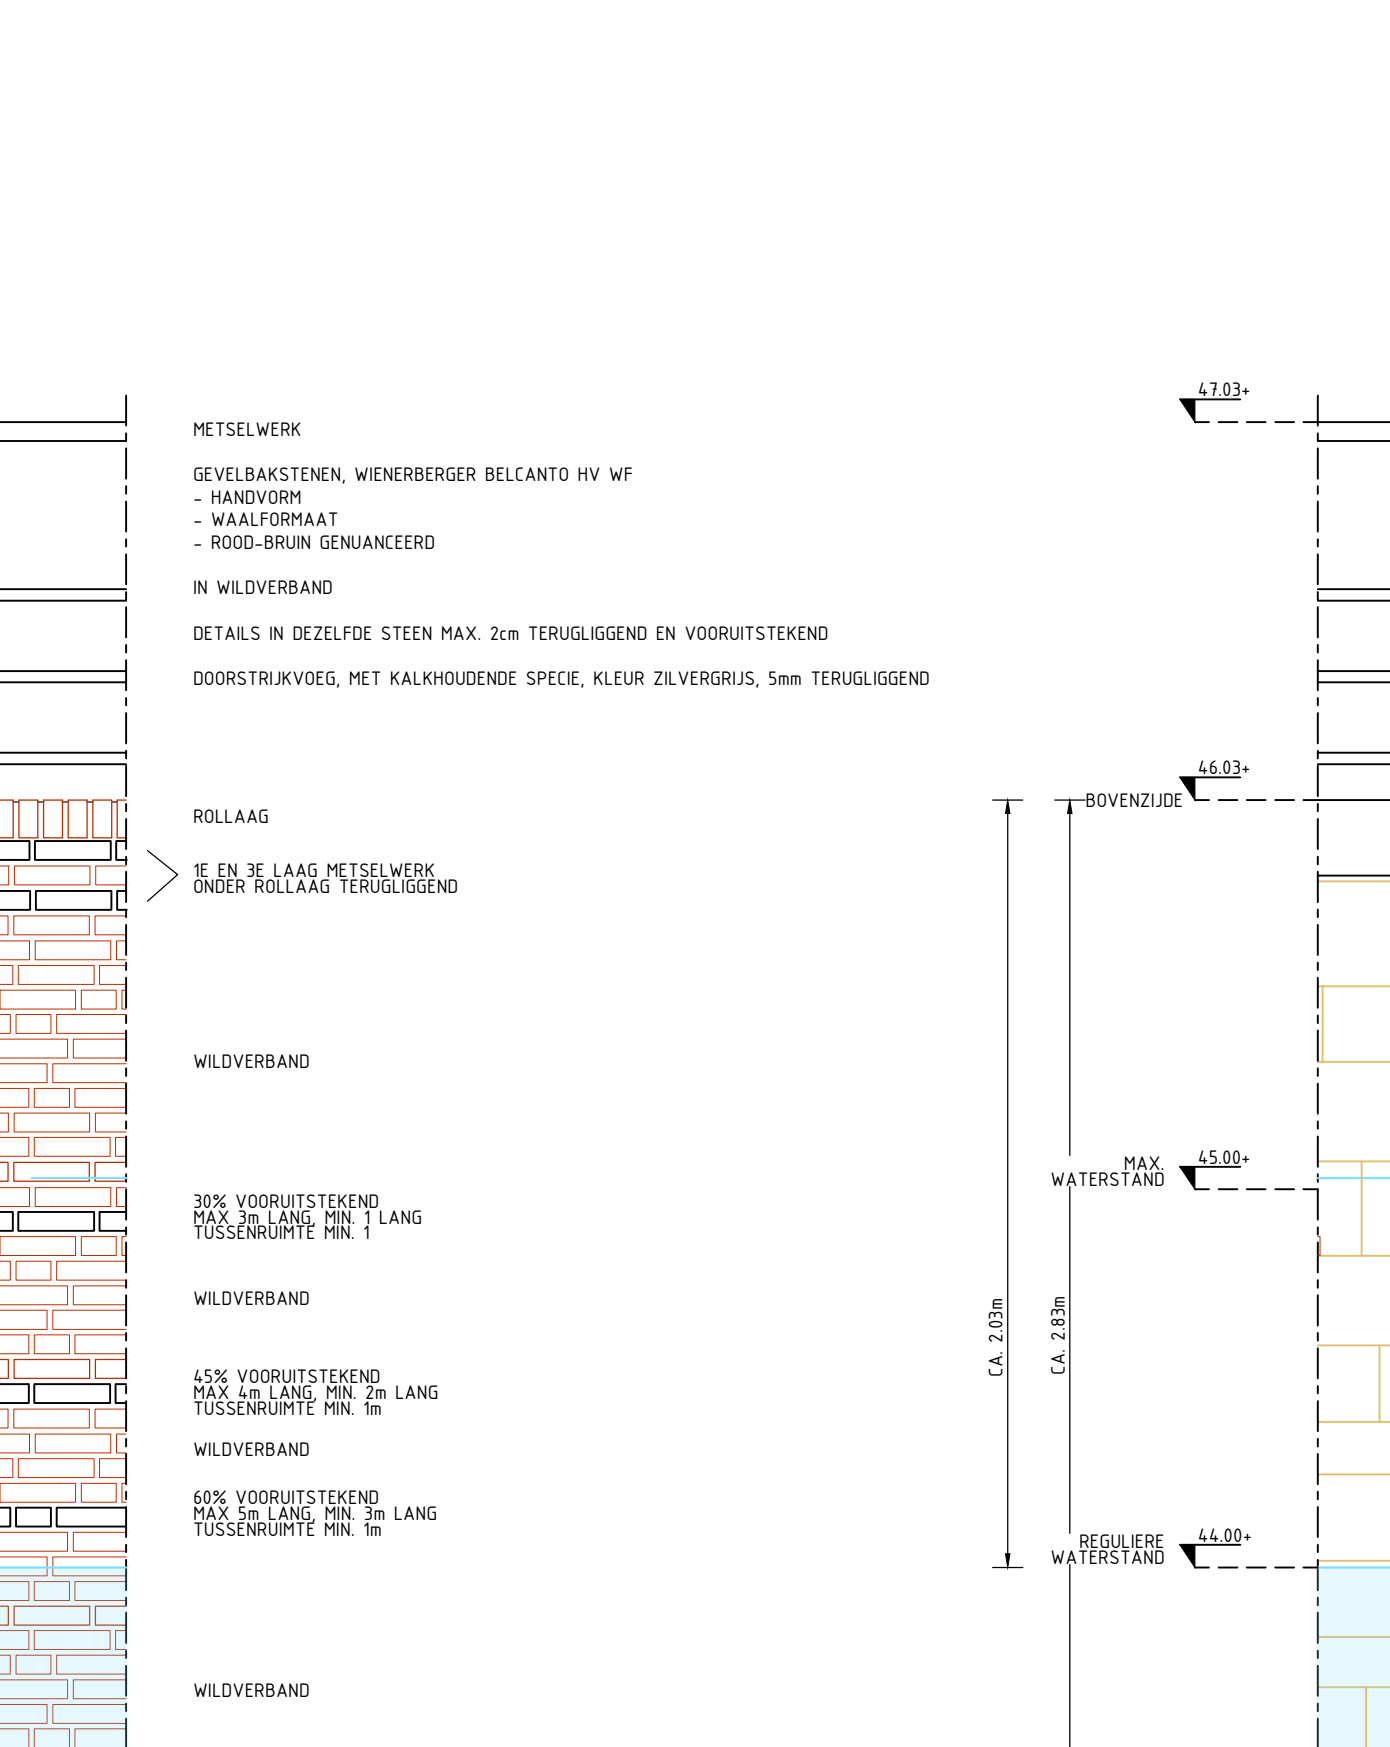 METSELWERK
GEVELBAKSTENEN, WIENERBERGER BELCANTO HV WF
- HANDVORM
- WAALFORMAAT
- ROOD-BRUIN GENUANCEERD
IN WILDVERBAND
DETAILS IN DEZELFDE STEEN MAX. 2cm TERUGLIGGEND EN VOORUITSTEKEND
DOORSTRIJKVOEG, MET KALKHOUDENDE SPECIE, KLEUR ZILVERGRIJS, 5mm TERUGLIGGEND
ROLLAAG
1E EN 3E LAAG METSELWERK
ONDER ROLLAAG TERUGLIGGEND
WILDVERBAND
30% VOORUITSTEKEND
MAX 3m LANG, MIN. 1 LANG
TUSSENRUIMTE MIN. 1
WILDVERBAND
45% VOORUITSTEKEND
MAX 4m LANG, MIN. 2m LANG
TUSSENRUIMTE MIN. 1m
WILDVERBAND
60% VOORUITSTEKEND
MAX 5m LANG, MIN. 3m LANG
TUSSENRUIMTE MIN. 1m
WILDVERBAND
CA. 2.03m
CA. 2.83m
47.03+
46.03+
BOVENZIJDE
45.00+
MAX.
WATERSTAND
44.00+
REGULIERE
WATERSTAND